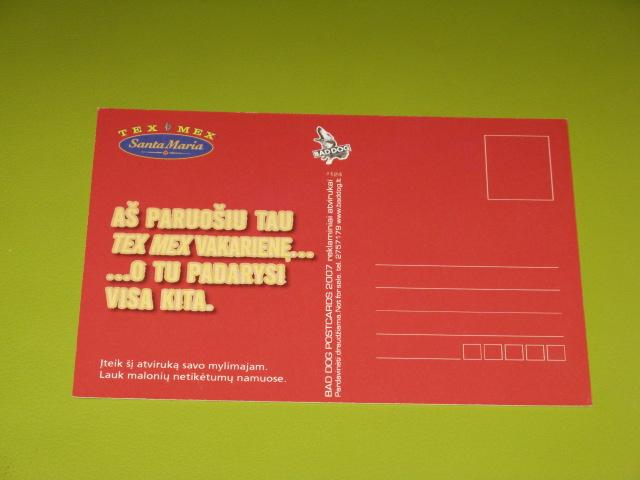 TEX MEX
Santa Maria
AŠ PARUOŠIU TAU
TEX MEX VAKARIENĘ...
...O TU PADARYSI
VISA KITA.
Įteik šį atviruką savo mylimajam.
Lauk malonių netikėtumų namuose.
BAD DOG
#124
BAD DOG POSTCARDS 2007 reklaminiai atvirukai
Pardavinėti draudžiama. Not for sale. tel. 2757179 www.baddog.lt